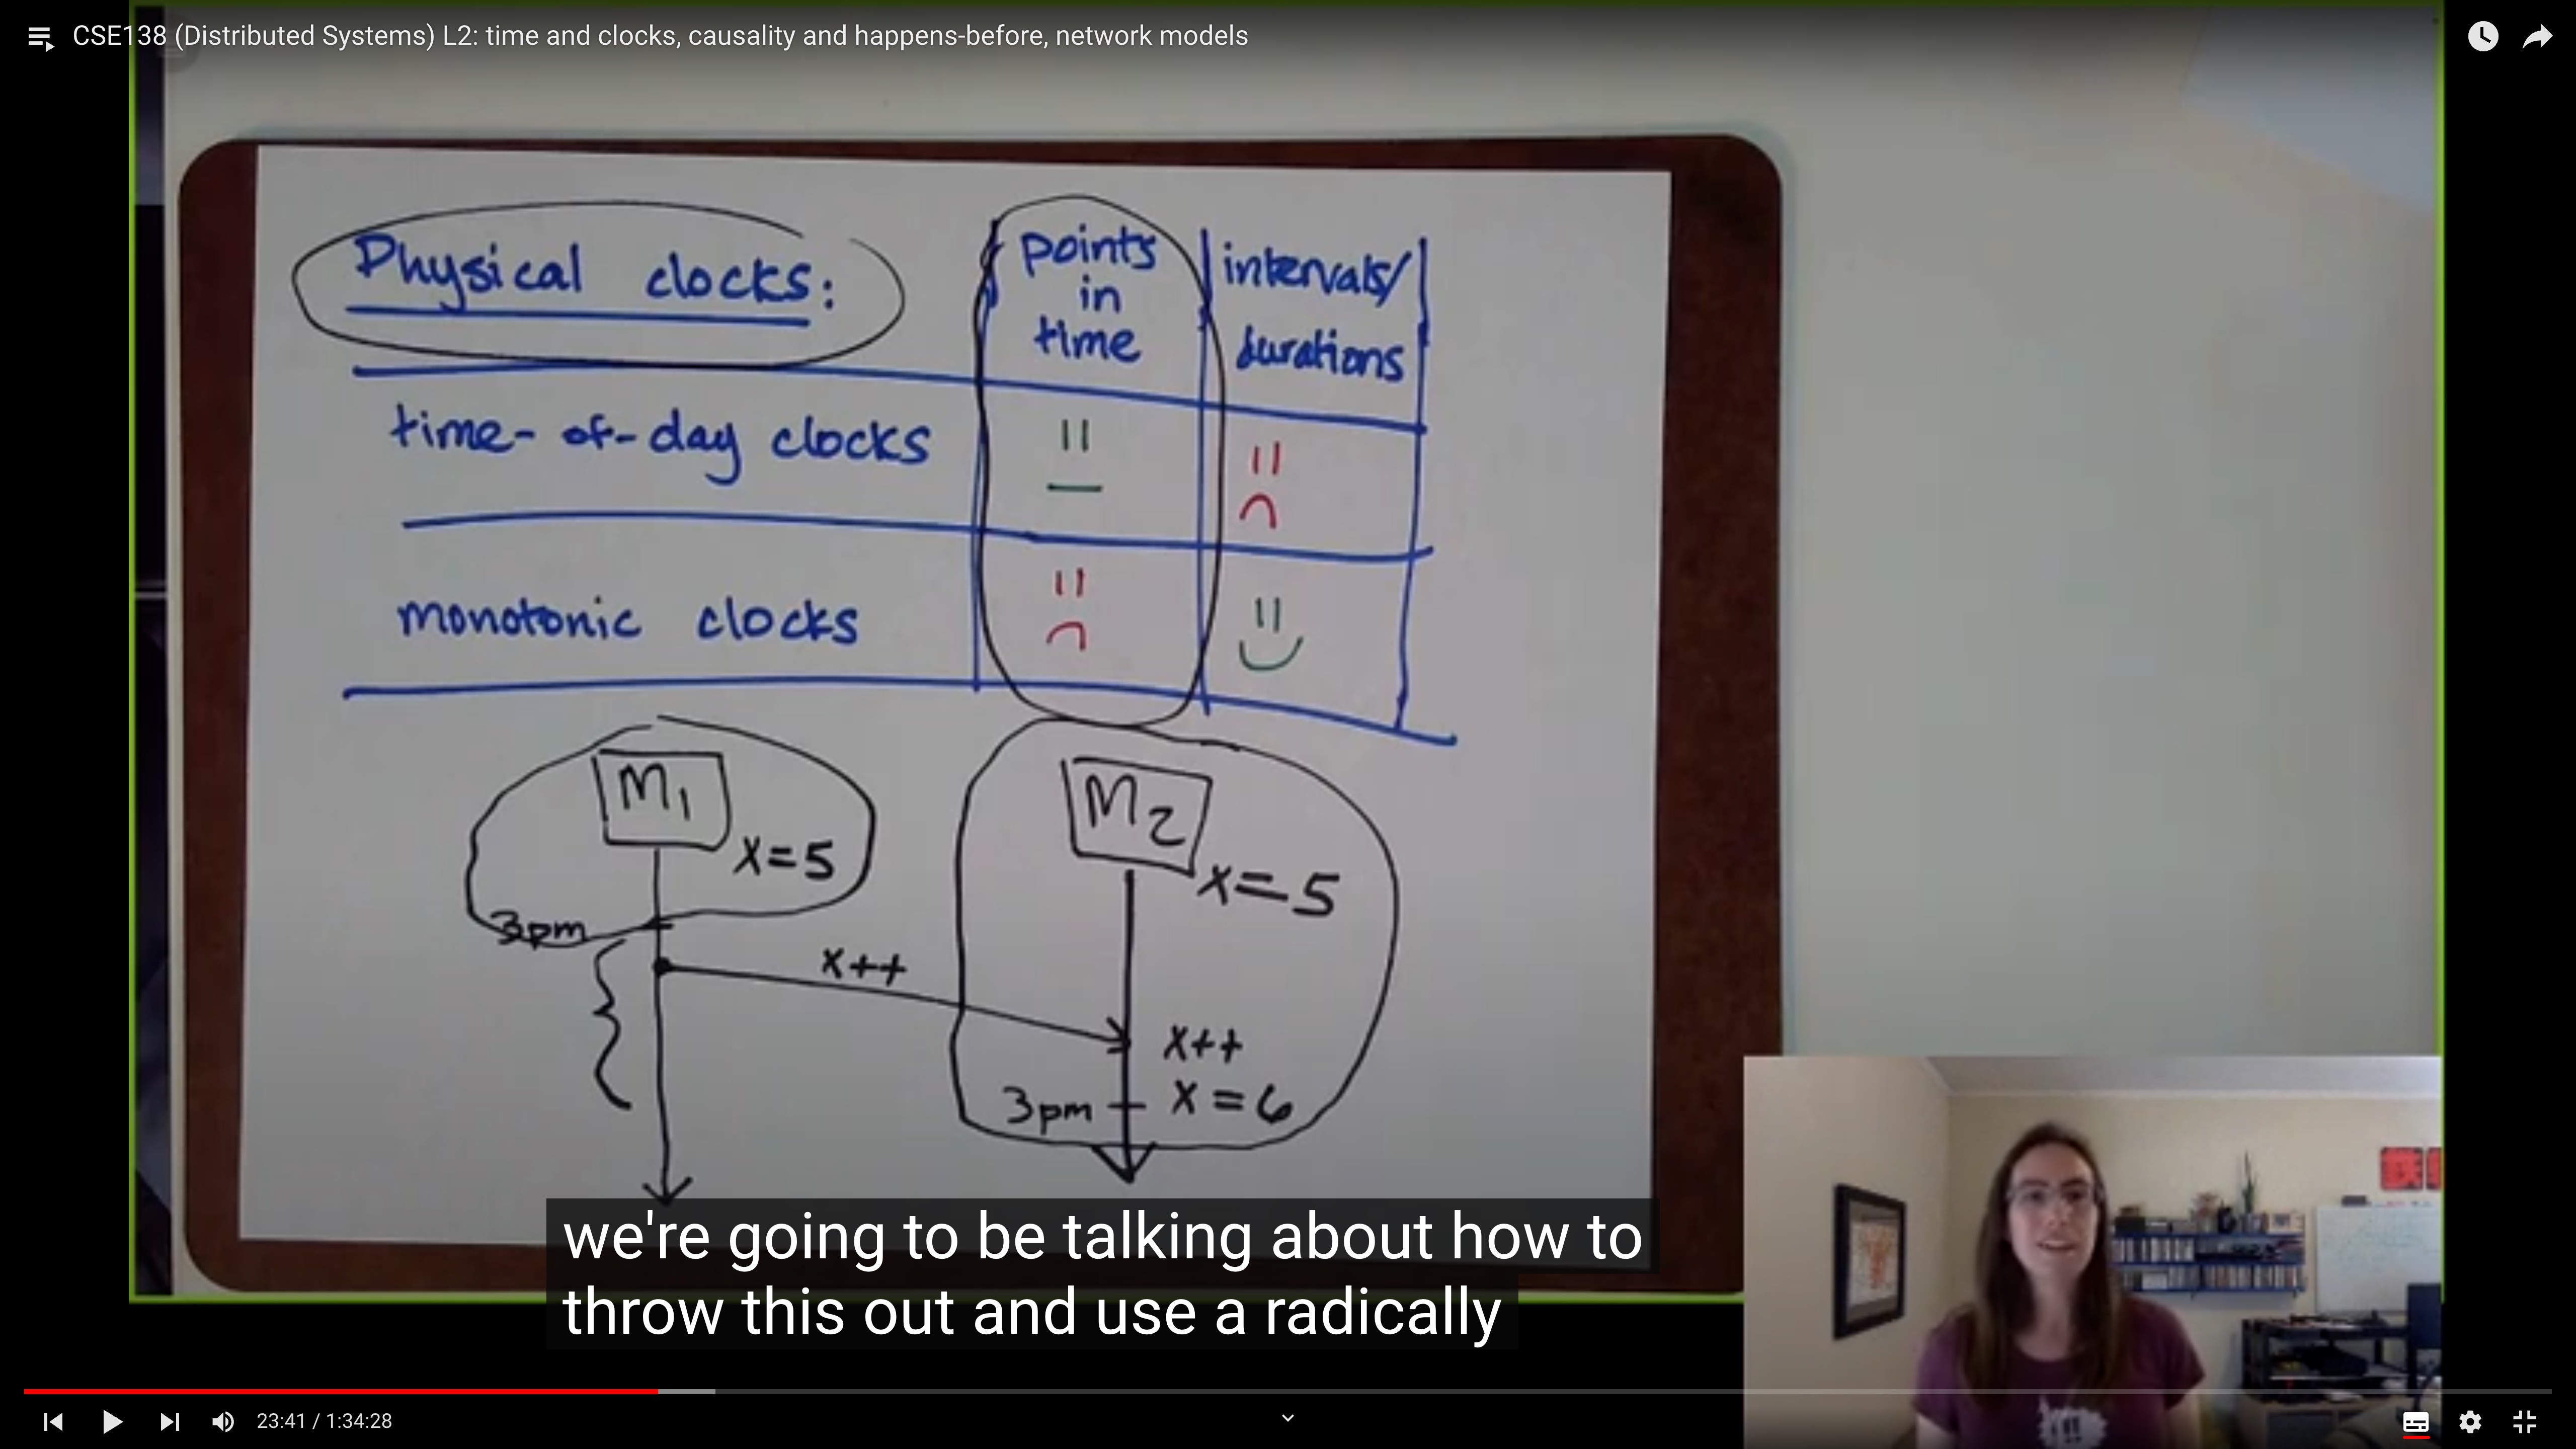 CSE138 (Distributed Systems) L2: time and clocks, causality and happens-before, network models
Physical clocks:
points
in
time
intervals/
durations
time-of-day clocks
monotonic clocks
M1
x=5
3pm
x++
M2
x=5
x++
x=6
3pm
we're going to be talking about how to
throw this out and use a radically
23:41 / 1:34:28